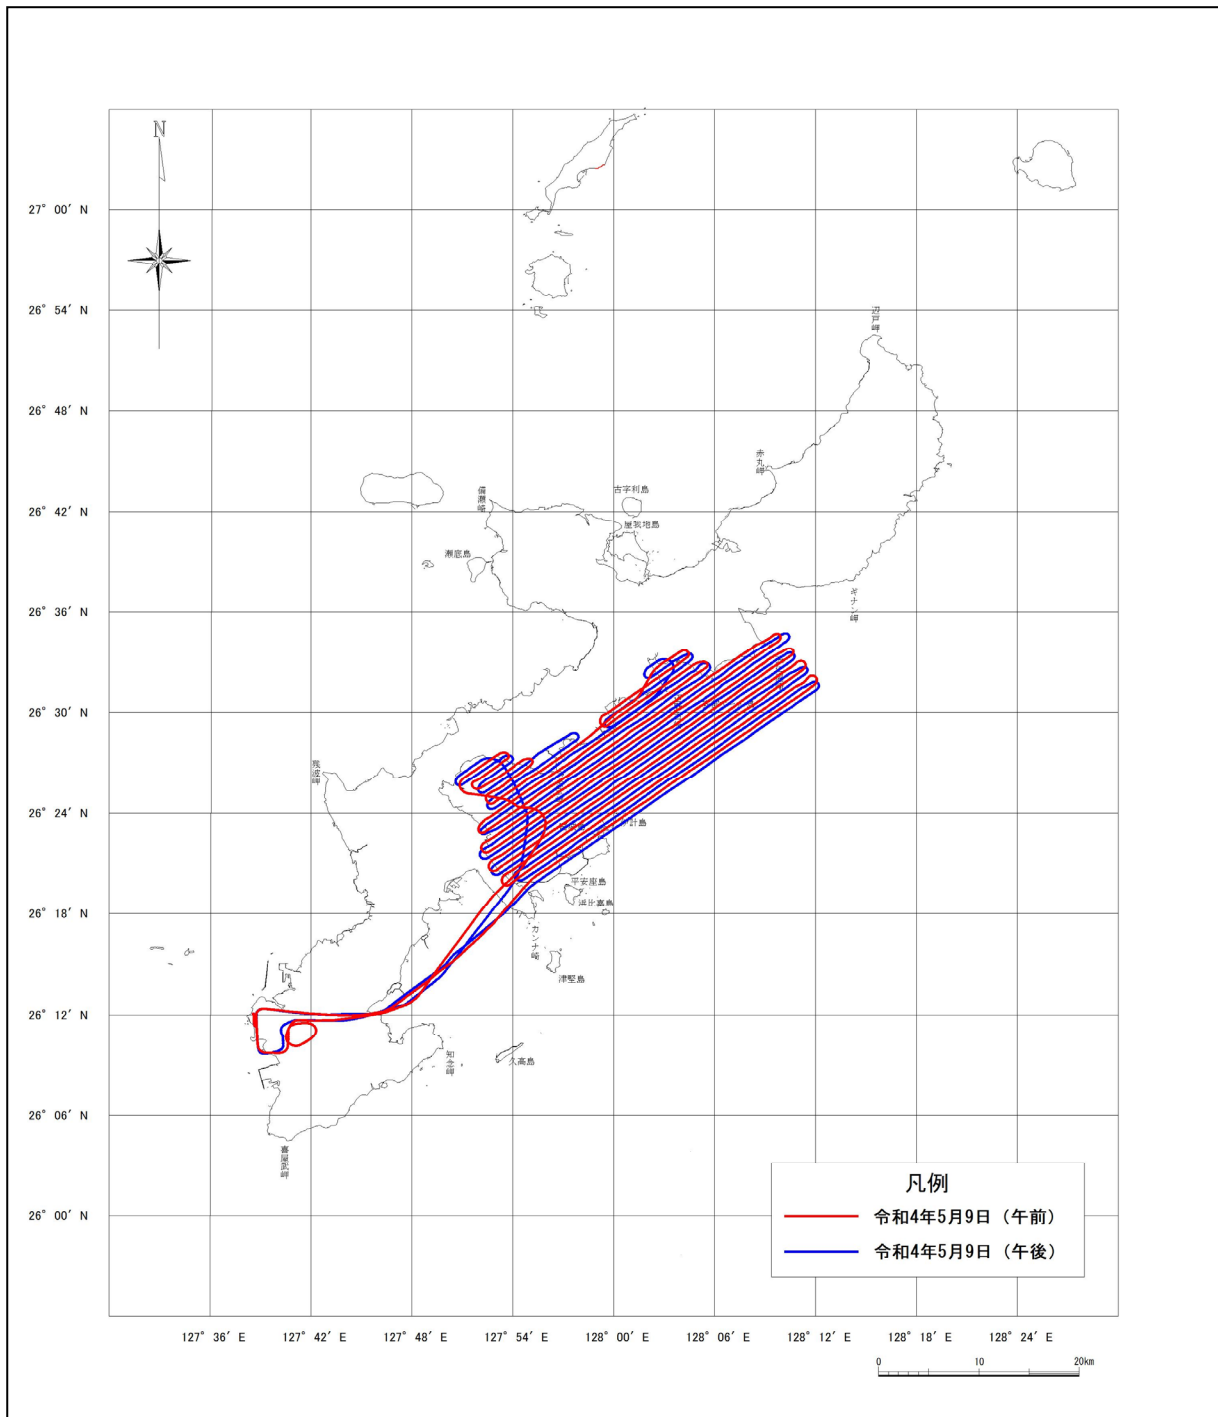 N
27° 00′ N
26° 54′ N
辺戸岬
26° 48′ N
赤丸岬
備瀬崎
古宇利島
26° 42′ N
屋我地島
瀬底島
26° 36′ N
ギナン岬
26° 30′ N
残波岬
26° 24′ N
平安座島
浜比嘉島
26° 18′ N
カンナ崎
津堅島
26° 12′ N
知念岬
久高島
26° 06′ N
喜屋武岬
凡例
令和4年5月9日（午前）
26° 00′ N
令和4年5月9日（午後）
127° 36′ E
127° 42′ E
127° 48′ E
127° 54′ E
128° 00′ E
128° 06′ E
128° 12′ E
128° 18′ E
128° 24′ E
0 10 20km